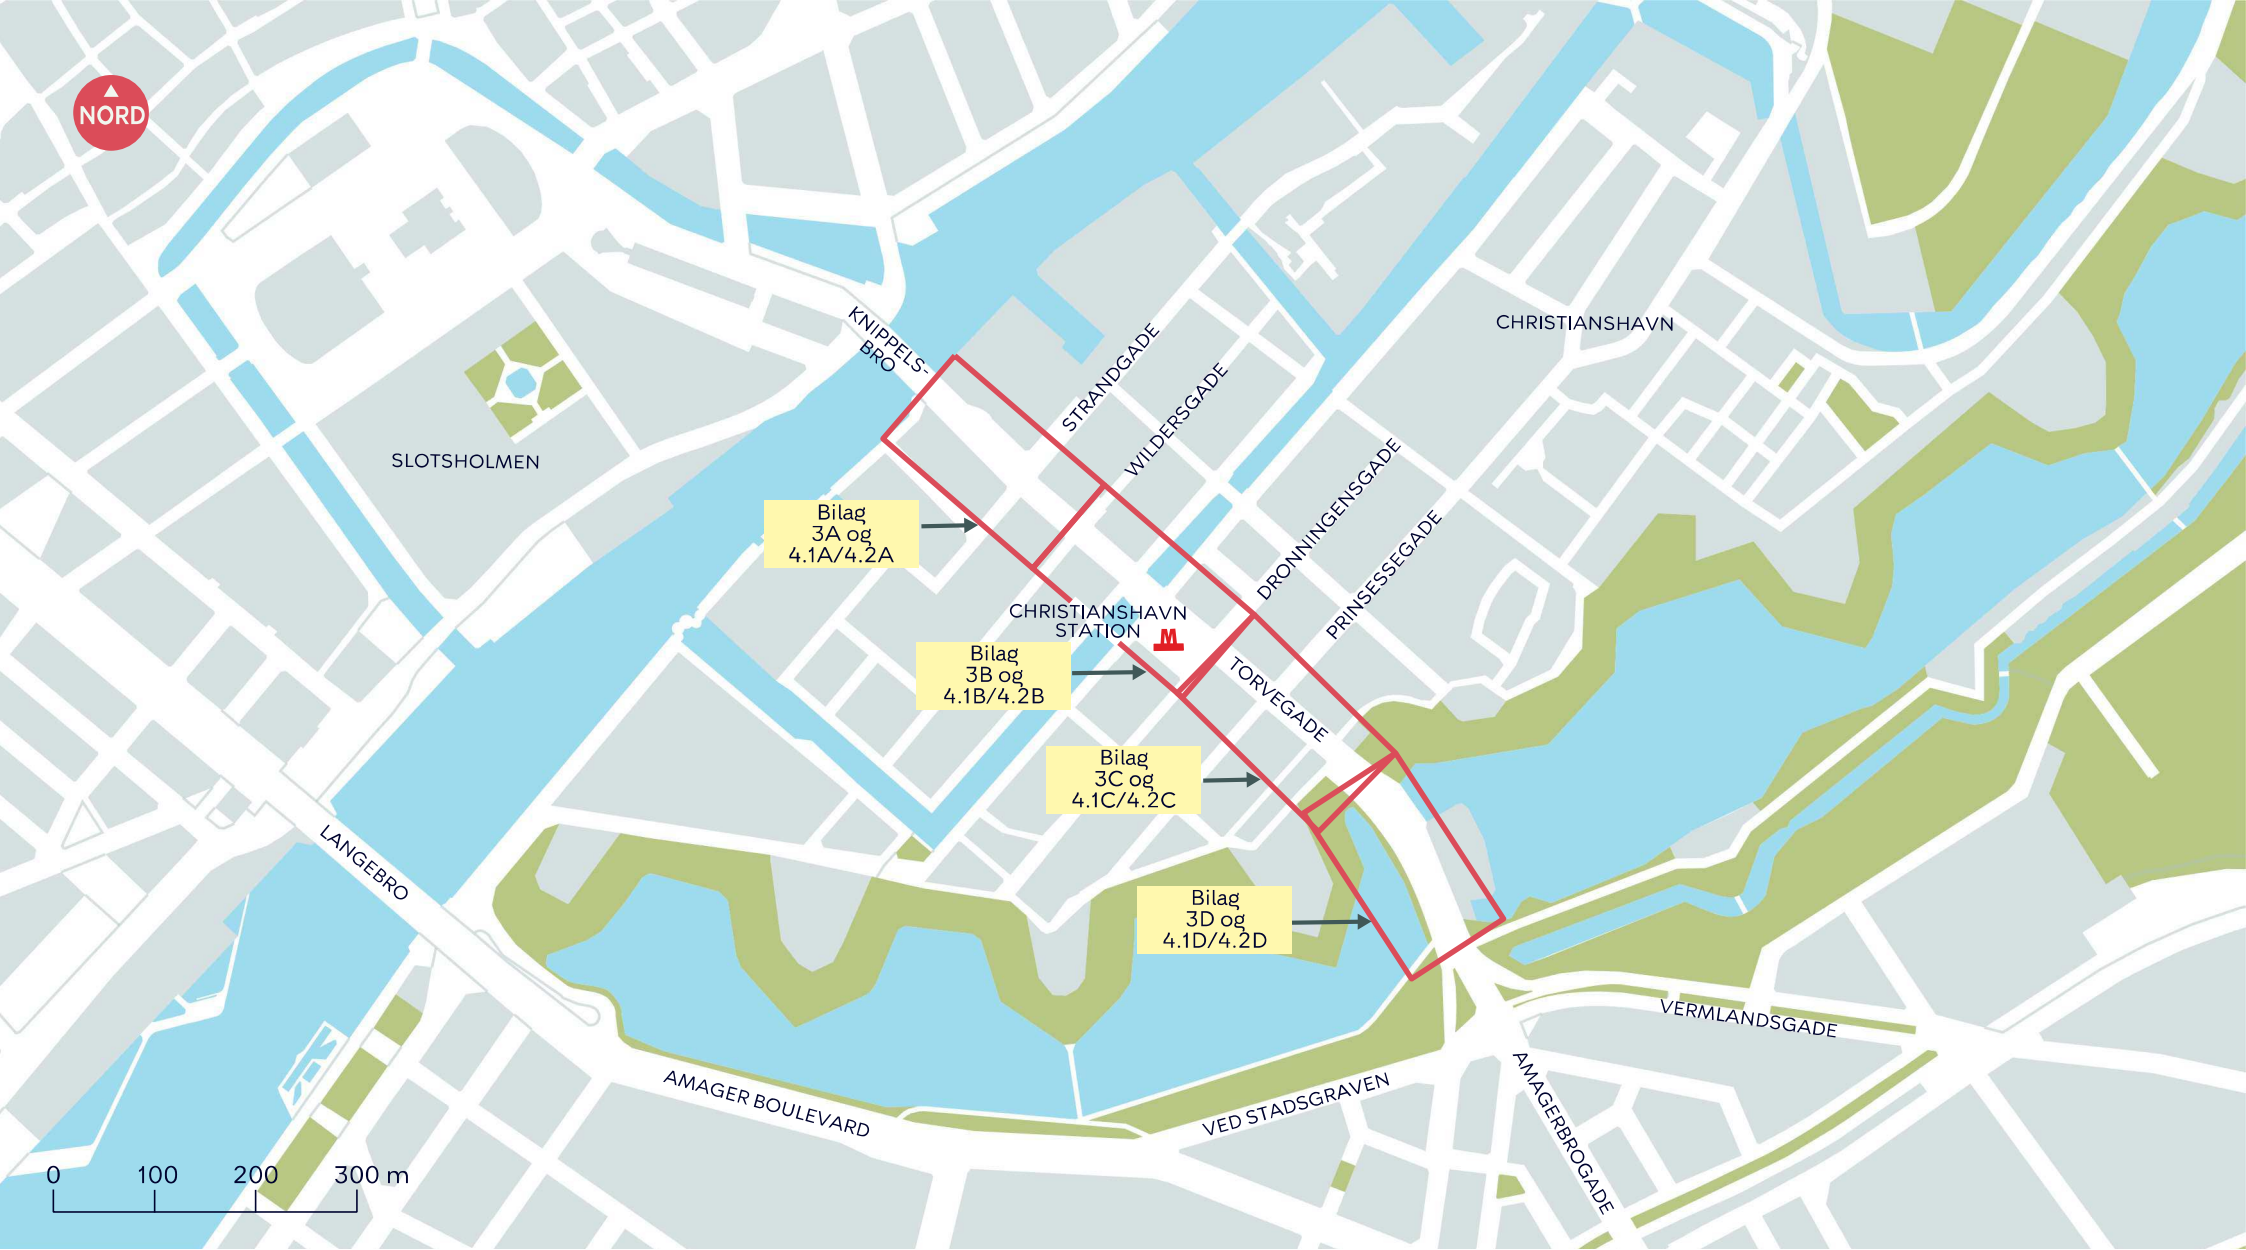 NORD
KNIPPELS-
BRO
STRANDGADE
WILDERSGADE
CHRISTIANSHAVN
SLOTSHOLMEN
DRONNINGENSGADE
PRINSESSEGADE
Bilag
3A og
4.1A/4.2A
CHRISTIANSHAVN
STATION
M
Bilag
3B og
4.1B/4.2B
TORVEGADE
Bilag
3C og
4.1C/4.2C
LANGEBRO
Bilag
3D og
4.1D/4.2D
VERMLANDSGADE
AMAGER BOULEVARD
VED STADSGRAVEN
AMAGERBROGADE
0 100 200 300 m